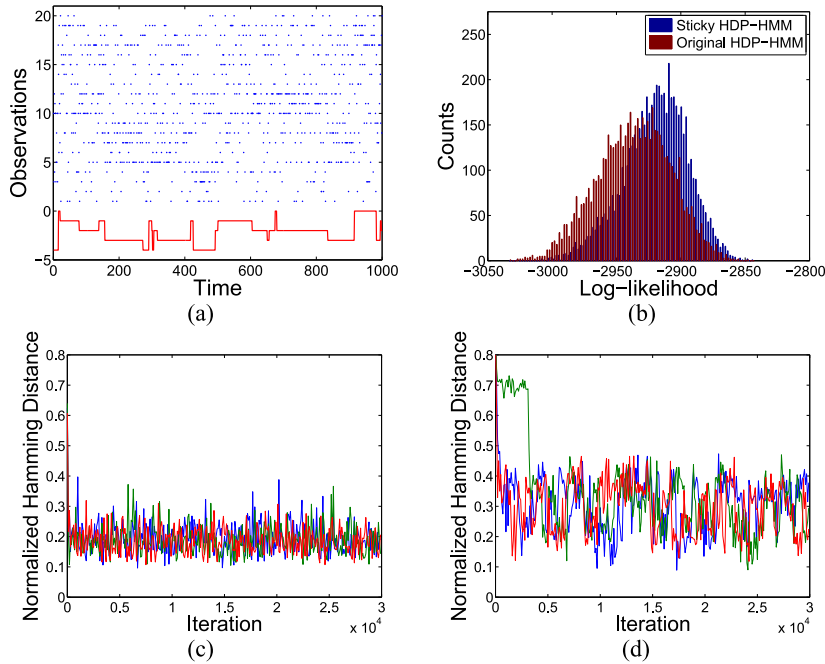 20
15
10
5
0
−5
Observations
0 200 400 600 800 1000
Time
(a)
250
200
150
100
50
0
Counts
Sticky HDP−HMM
Original HDP−HMM
−3050 −3000 −2950 −2900 −2850 −2800
Log−likelihood
(b)
0.8
0.7
0.6
0.5
0.4
0.3
0.2
0.1
0
Normalized Hamming Distance
0 0.5 1 1.5 2 2.5 3
Iteration
x 10⁴
(c)
0.8
0.7
0.6
0.5
0.4
0.3
0.2
0.1
0
Normalized Hamming Distance
0 0.5 1 1.5 2 2.5 3
Iteration
x 10⁴
(d)